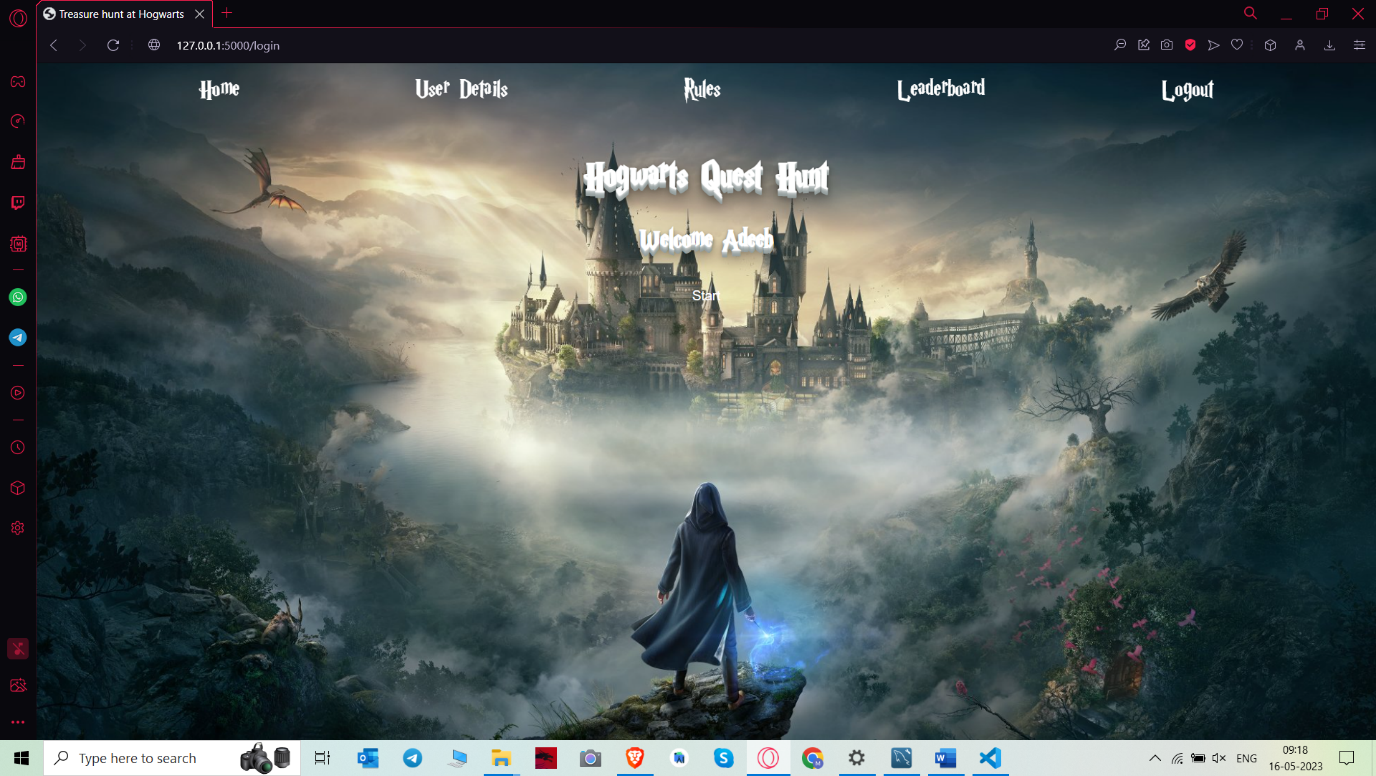 Treasure hunt at Hogwarts
127.0.0.1:5000/login
Home User Details Rules Leaderboard Logout
Hogwarts Quest Hunt
Welcome Adeeb
Start
Type here to search
ENG
09:18
16-05-2023